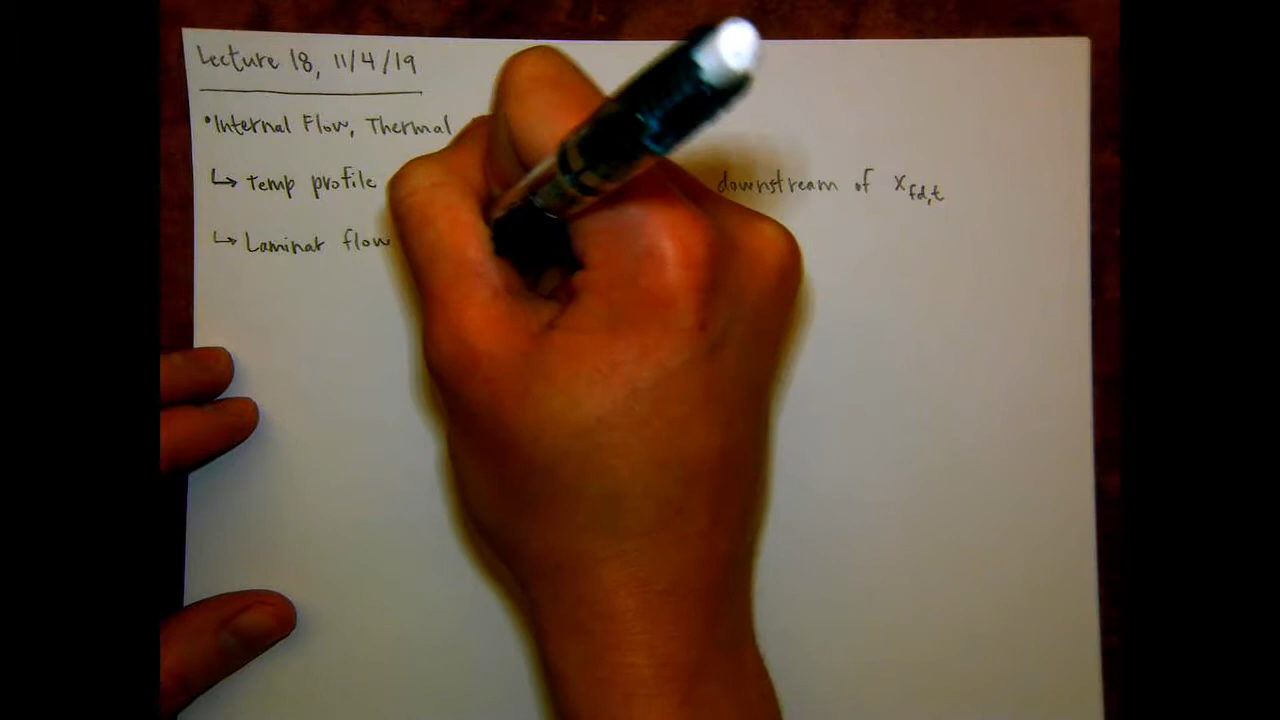 Lecture 18, 11/4/19
•Internal Flow, Thermal
↳ Temp profile downstream of x_fd,t
↳ Laminar flow